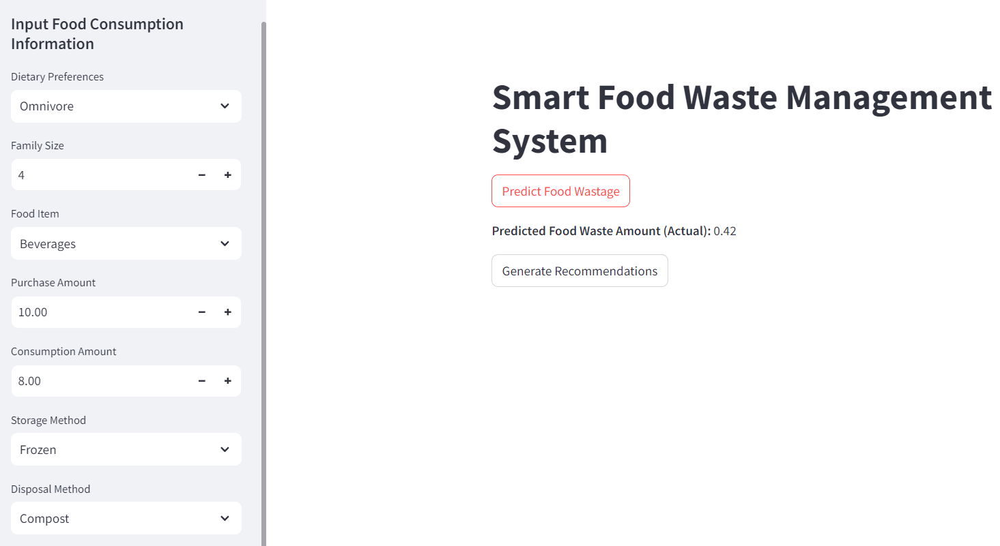 Input Food Consumption
Information
Dietary Preferences
Omnivore
Family Size
4
Food Item
Beverages
Purchase Amount
10.00
Consumption Amount
8.00
Storage Method
Frozen
Disposal Method
Compost
Smart Food Waste Management
System
Predict Food Wastage
Predicted Food Waste Amount (Actual): 0.42
Generate Recommendations